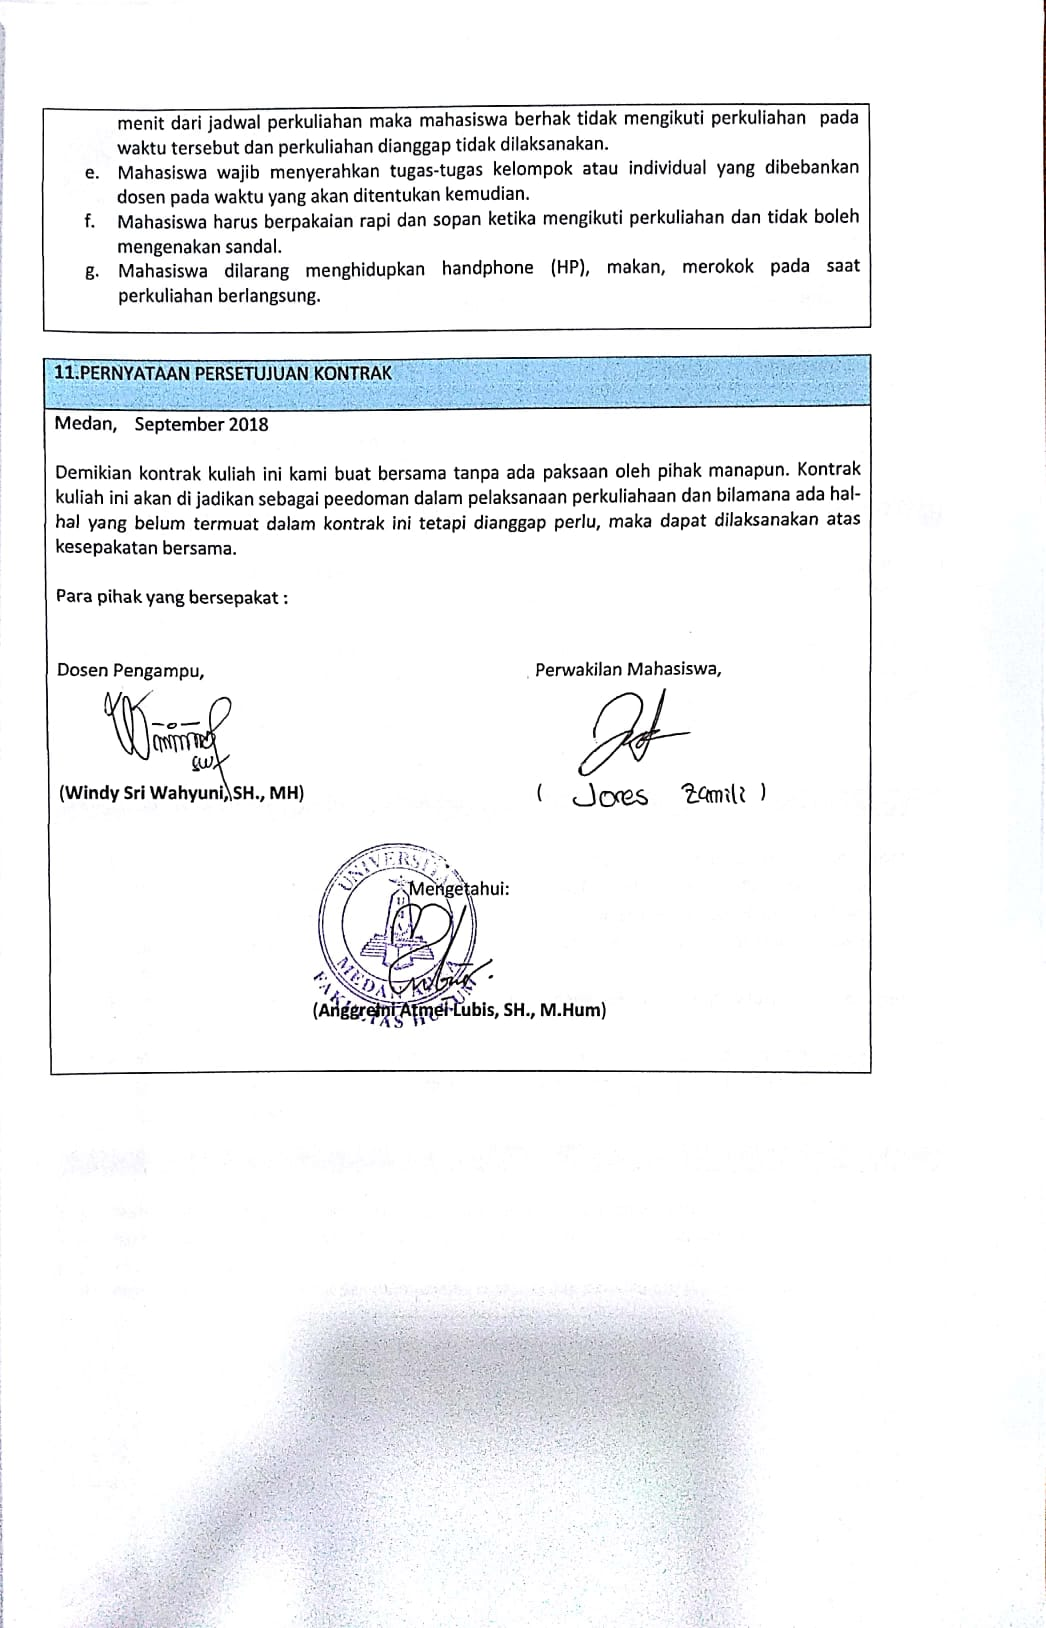 menit dari jadwal perkuliahan maka mahasiswa berhak tidak mengikuti perkuliahan pada
waktu tersebut dan perkuliahan dianggap tidak dilaksanakan.
e. Mahasiswa wajib menyerahkan tugas-tugas kelompok atau individual yang dibebankan
dosen pada waktu yang akan ditentukan kemudian.
f. Mahasiswa harus berpakaian rapi dan sopan ketika mengikuti perkuliahan dan tidak boleh
mengenakan sandal.
g. Mahasiswa dilarang menghidupkan handphone (HP), makan, merokok pada saat
perkuliahan berlangsung.
11.PERNYATAAN PERSETUJUAN KONTRAK
Medan, September 2018
Demikian kontrak kuliah ini kami buat bersama tanpa ada paksaan oleh pihak manapun. Kontrak
kuliah ini akan di jadikan sebagai peedoman dalam pelaksanaan perkuliahaan dan bilamana ada hal-
hal yang belum termuat dalam kontrak ini tetapi dianggap perlu, maka dapat dilaksanakan atas
kesepakatan bersama.
Para pihak yang bersepakat :
Dosen Pengampu, Perwakilan Mahasiswa,
(Windy Sri Wahyuni, SH., MH) ( Jores Zamili )
Mengetahui:
(Anggreini Atmei Lubis, SH., M.Hum)